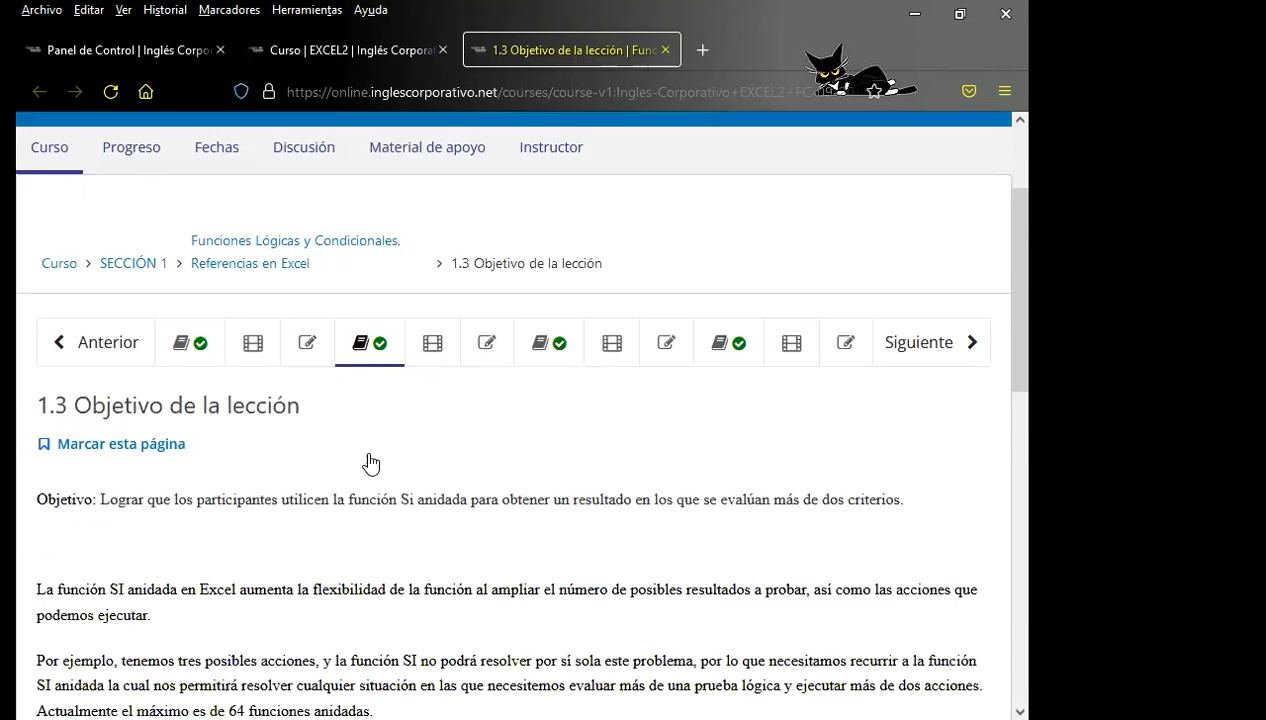 Archivo Editar Ver Historial Marcadores Herramientas Ayuda
Panel de Control | Inglés Corpo
Curso | EXCEL2 | Inglés Corpora
1.3 Objetivo de la lección | Func
https://online.inglescorporativo.net/courses/course-v1:Ingles-Corporativo+EXCEL2+FC
Curso Progreso Fechas Discusión Material de apoyo Instructor
Funciones Lógicas y Condicionales,
Curso > SECCIÓN 1 > Referencias en Excel > 1.3 Objetivo de la lección
Anterior Siguiente
1.3 Objetivo de la lección
Marcar esta página
Objetivo: Lograr que los participantes utilicen la función Si anidada para obtener un resultado en los que se evalúan más de dos criterios.
La función SI anidada en Excel aumenta la flexibilidad de la función al ampliar el número de posibles resultados a probar, así como las acciones que
podemos ejecutar.
Por ejemplo, tenemos tres posibles acciones, y la función SI no podrá resolver por sí sola este problema, por lo que necesitamos recurrir a la función
SI anidada la cual nos permitirá resolver cualquier situación en las que necesitemos evaluar más de una prueba lógica y ejecutar más de dos acciones.
Actualmente el máximo es de 64 funciones anidadas.